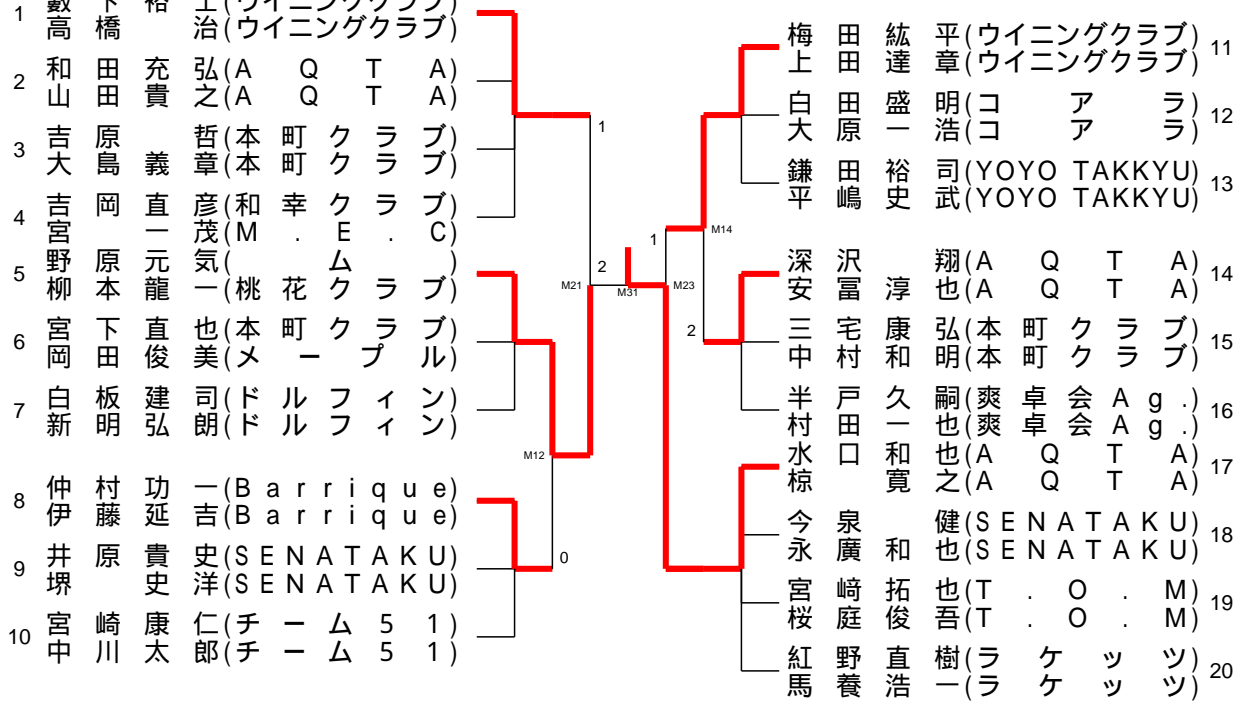 1
下 裕 (ウイニングクラブ)
高 橋 治(ウイニングクラブ)
2
和 田 充 弘(A Q T A)
山 田 貴 之(A Q T A)
3
吉 原 哲(本 町 ク ラ ブ)
大 島 義 章(本 町 ク ラ ブ)
4
吉 岡 直 彦(和 幸 ク ラ ブ)
宮 一 茂(M . E . C)
5
野 原 元 気( ム )
柳 本 龍 一(桃 花 ク ラ ブ)
6
宮 下 直 也(本 町 ク ラ ブ)
岡 田 俊 美(メ ー プ ル)
7
白 板 建 司(ド ル フ ィ ン)
新 明 弘 朗(ド ル フ ィ ン)
8
仲 村 功 一(B a r r i q u e)
伊 藤 延 吉(B a r r i q u e)
9
井 原 貴 史(S E N A T A K U)
堺 史 洋(S E N A T A K U)
10
宮 崎 康 仁(チ ー ム 5 1)
中 川 太 郎(チ ー ム 5 1)
1
2
M21
M12
0
M31
1
M14
M23
2
梅 田 紘 平(ウイニングクラブ)
上 田 達 章(ウイニングクラブ)
11
白 田 盛 明(コ ア ラ)
大 原 一 浩(コ ア ラ)
12
鎌 田 裕 司(YOYO TAKKYU)
平 嶋 史 武(YOYO TAKKYU)
13
深 沢 翔(A Q T A)
安 冨 淳 也(A Q T A)
14
三 宅 康 弘(本 町 ク ラ ブ)
中 村 和 明(本 町 ク ラ ブ)
15
半 戸 久 嗣(爽 卓 会 A g .)
村 田 一 也(爽 卓 会 A g .)
16
水 口 和 也(A Q T A)
椋 寛 之(A Q T A)
17
今 泉 健(S E N A T A K U)
永 廣 和 也(S E N A T A K U)
18
宮 﨑 拓 也(T . O . M)
桜 庭 俊 吾(T . O . M)
19
紅 野 直 樹(ラ ケ ッ ツ)
馬 養 浩 一(ラ ケ ッ ツ)
20